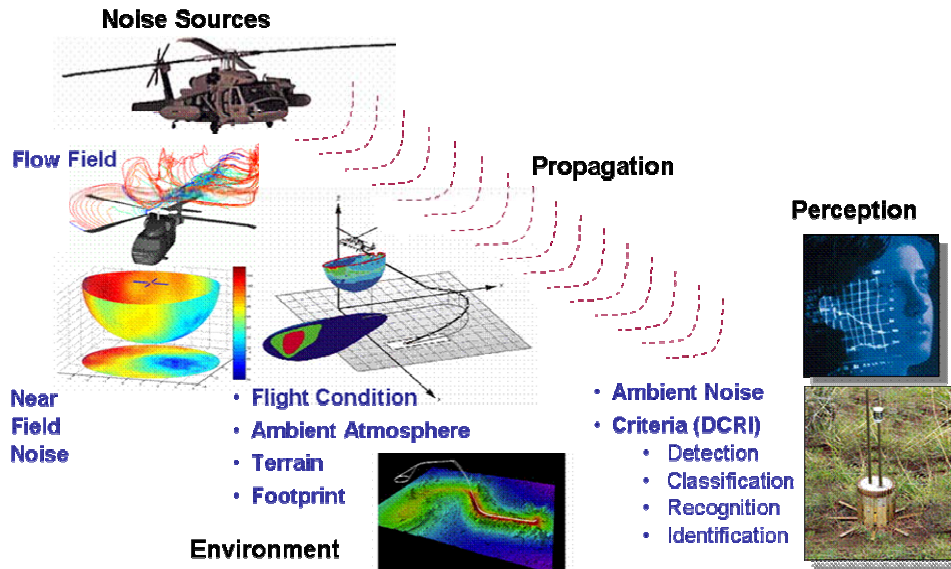 Noise Sources
Flow Field
Propagation
Perception
Near
Field
Noise
• Flight Condition
• Ambient Atmosphere
• Terrain
• Footprint
Environment
• Ambient Noise
• Criteria (DCRI)
• Detection
• Classification
• Recognition
• Identification